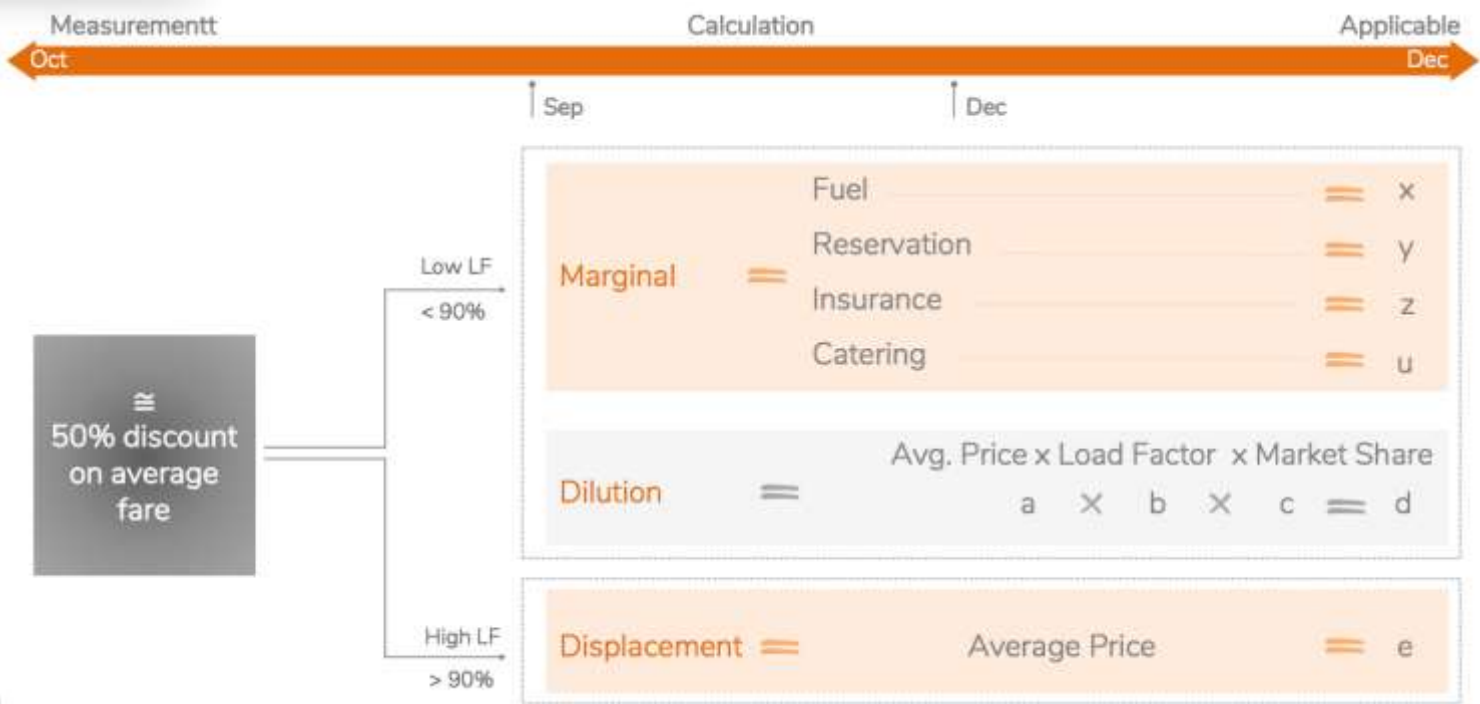 Measurementt Calculation Applicable
Oct Dec
Sep Dec
Fuel = x
Reservation = y
Low LF
Marginal =
< 90%
Insurance = z
Catering = u
≅
50% discount
on average
fare
Avg. Price x Load Factor x Market Share
Dilution =
a × b × c = d
High LF
Displacement = Average Price = e
> 90%